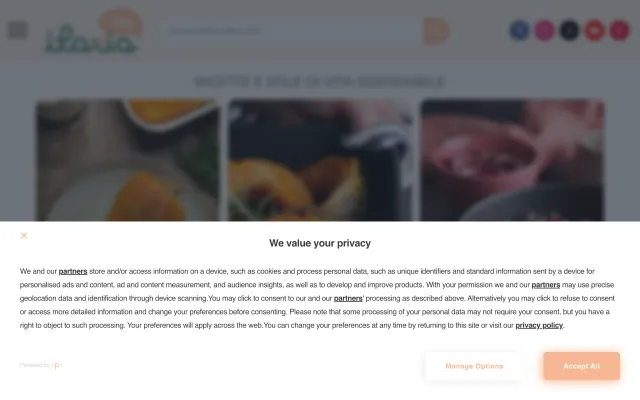 ilaria
RICETTE E STILE DI VITA SOSTENIBILE
×
We value your privacy
We and our partners store and/or access information on a device, such as cookies and process personal data, such as unique identifiers and standard information sent by a device for
personalised ads and content, ad and content measurement, and audience insights, as well as to develop and improve products. With your permission we and our partners may use precise
geolocation data and identification through device scanning.You may click to consent to our and our partners' processing as described above. Alternatively you may click to refuse to consent
or access more detailed information and change your preferences before consenting. Please note that some processing of your personal data may not require your consent, but you have a
right to object to such processing. Your preferences will apply across the web.You can change your preferences at any time by returning to this site or visit our privacy policy.
Powered by
Manage Options
Accept All